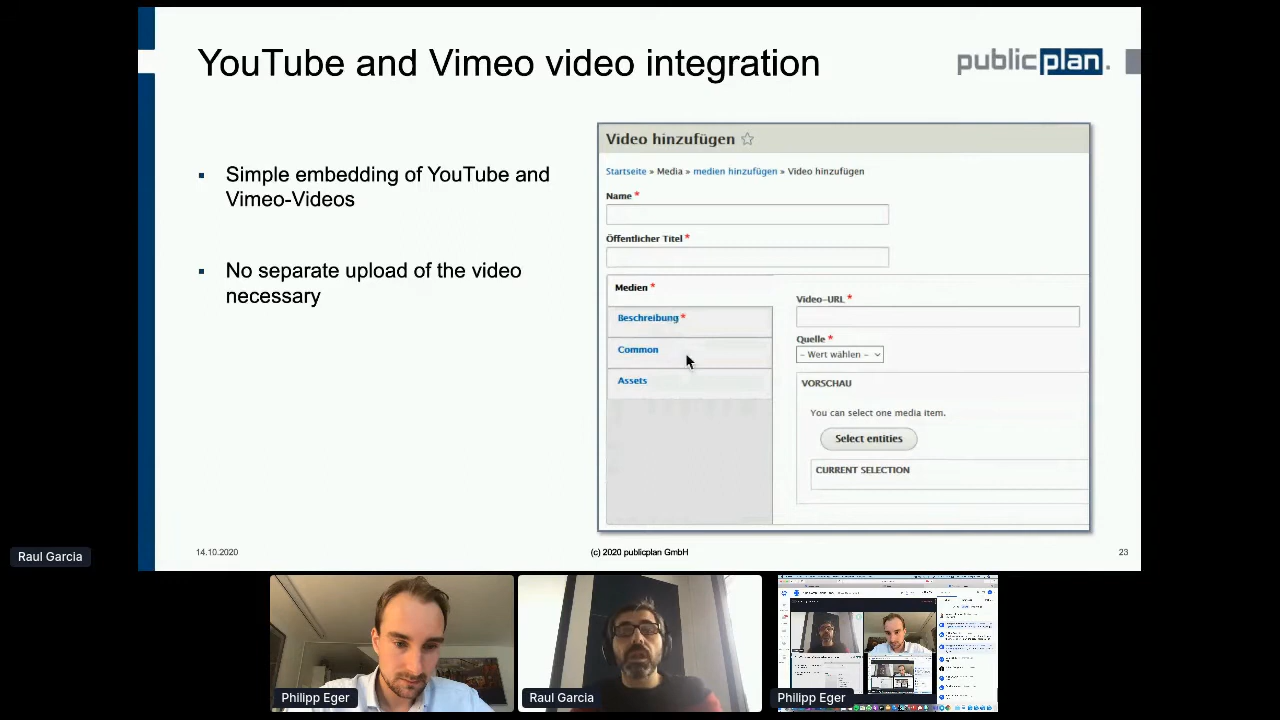 YouTube and Vimeo video integration
publicplan.
Simple embedding of YouTube and
Vimeo-Videos
No separate upload of the video
necessary
Video hinzufügen
Startseite » Media » medien hinzufügen » Video hinzufügen
Name *
Öffentlicher Titel *
Medien *
Beschreibung *
Common
Assets
Video-URL *
Quelle *
- Wert wählen -
VORSCHAU
You can select one media item.
Select entities
CURRENT SELECTION
14.10.2020
(c) 2020 publicplan GmbH
23
Raul Garcia
Philipp Eger
Raul Garcia
Philipp Eger